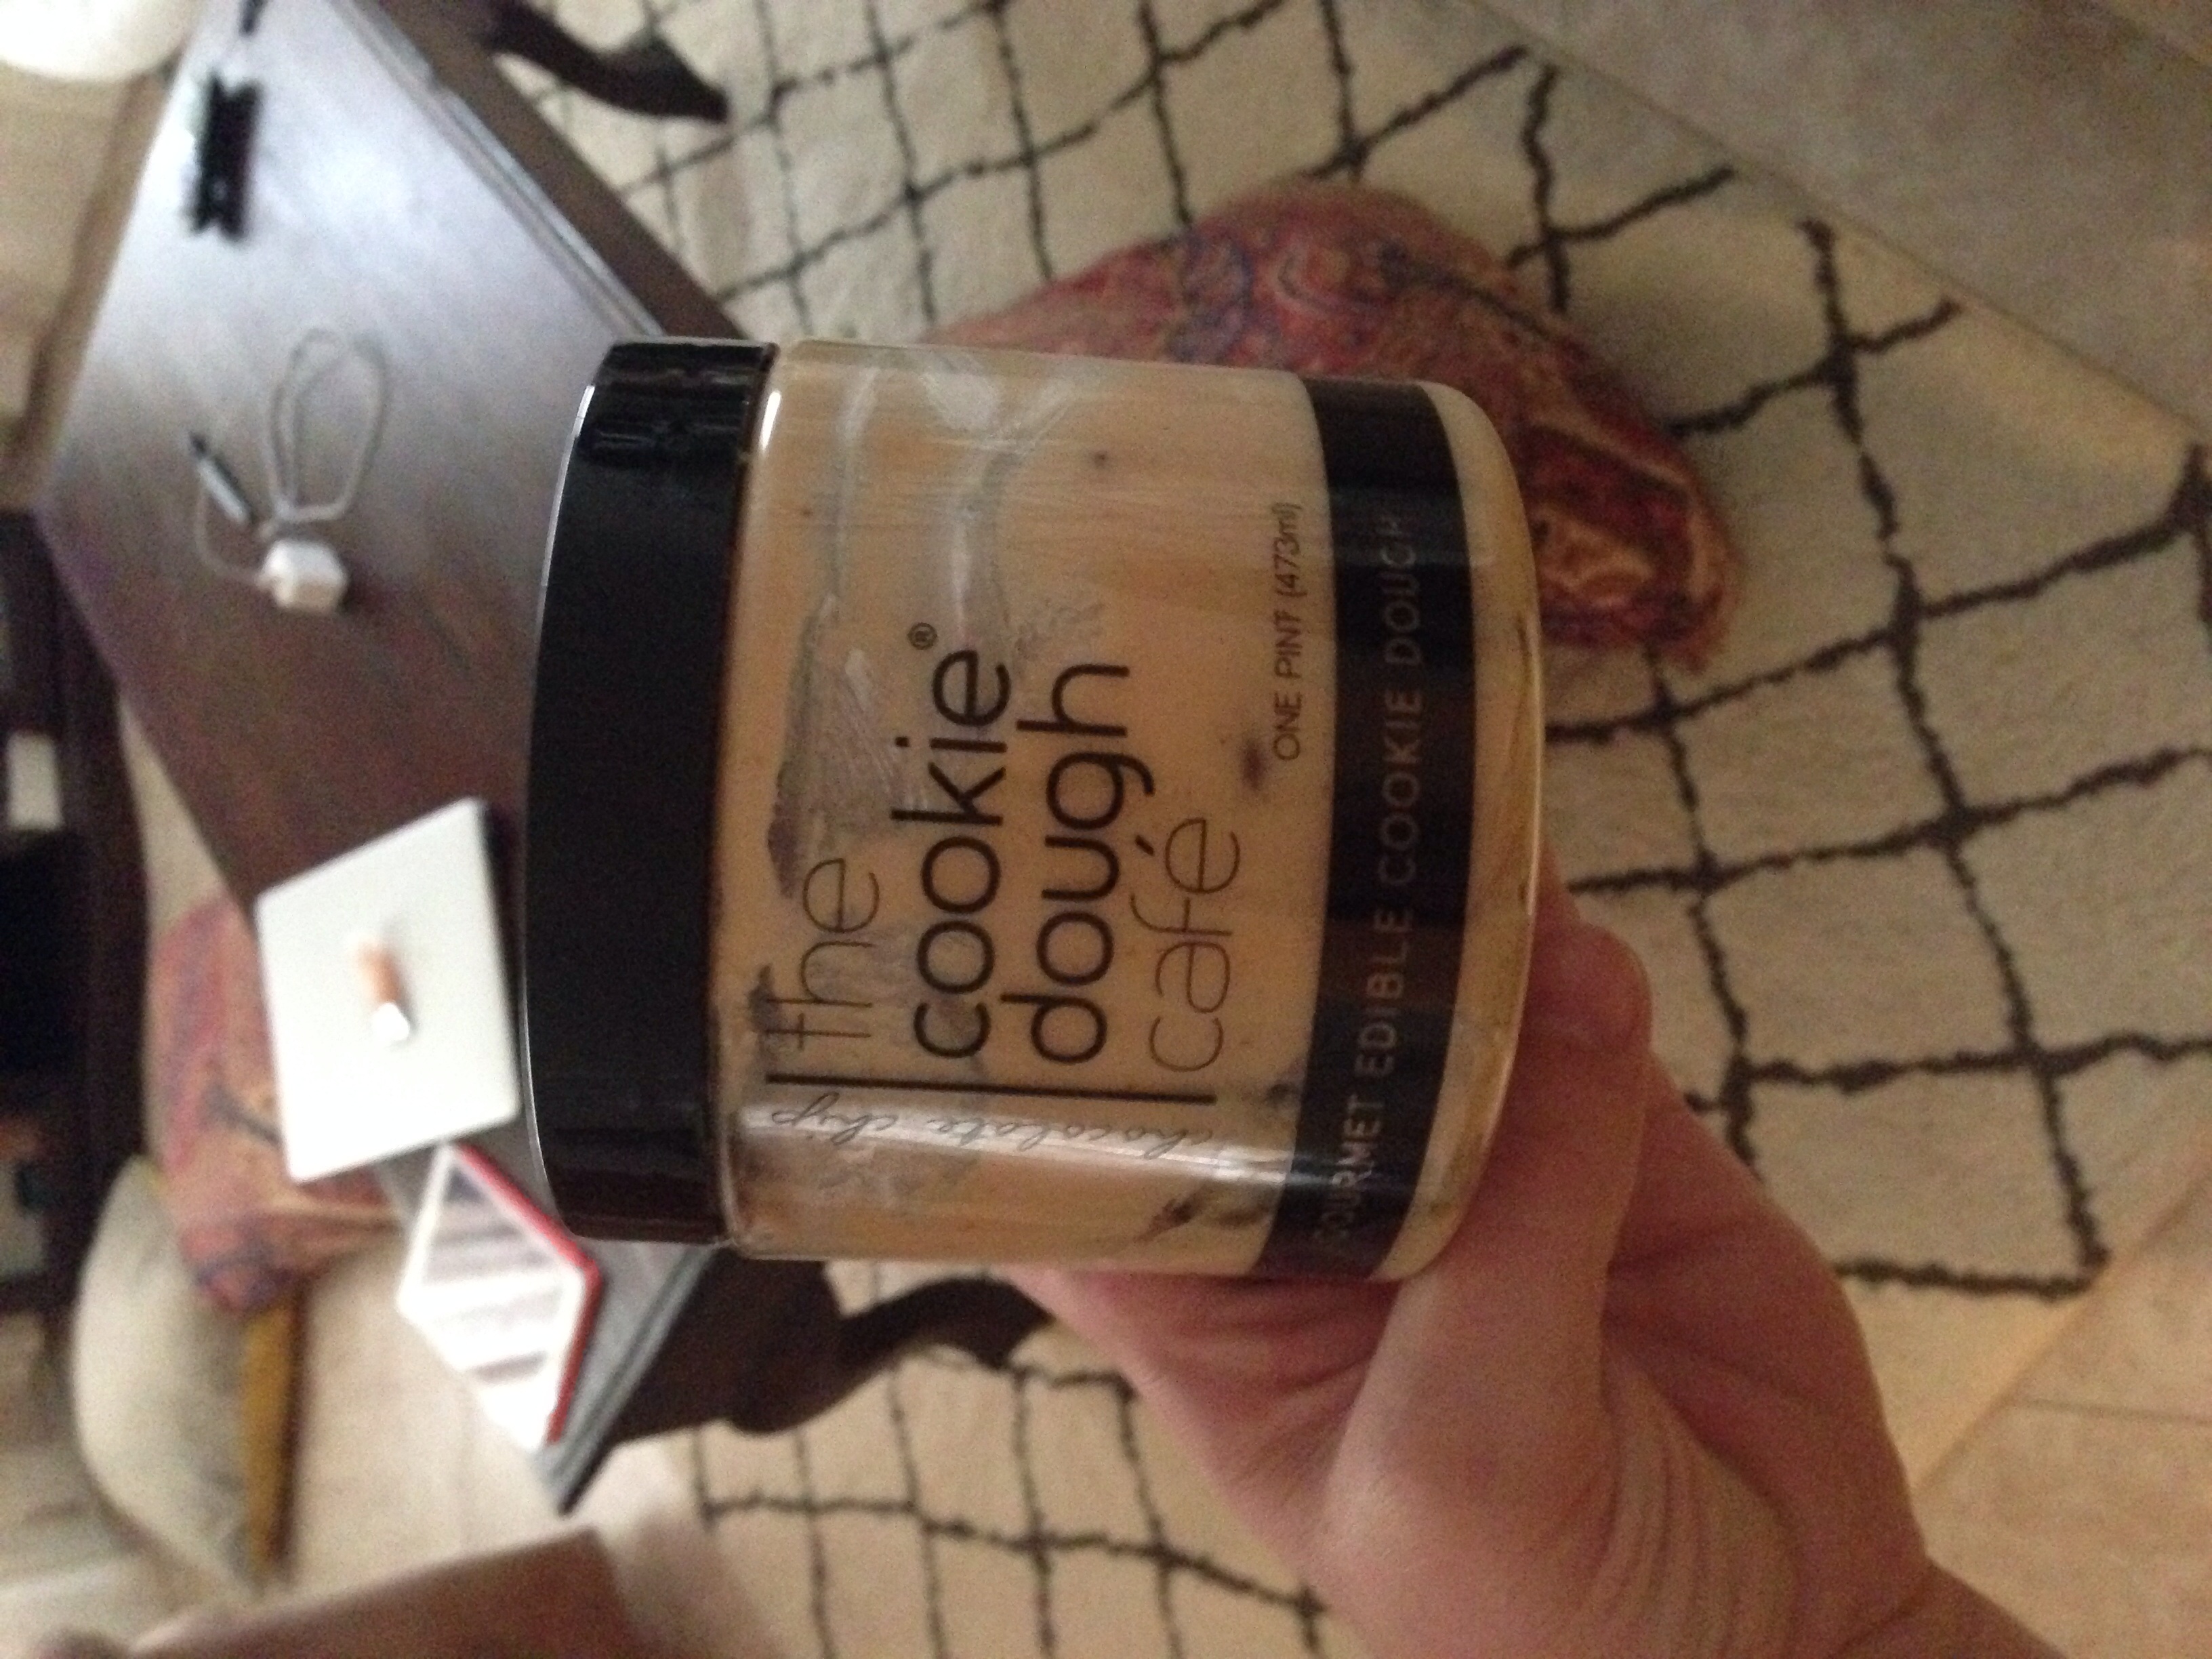 the
cookie®
dough
café
chocolate chip
ONE PINT (473ml)
GOURMET EDIBLE COOKIE DOUGH